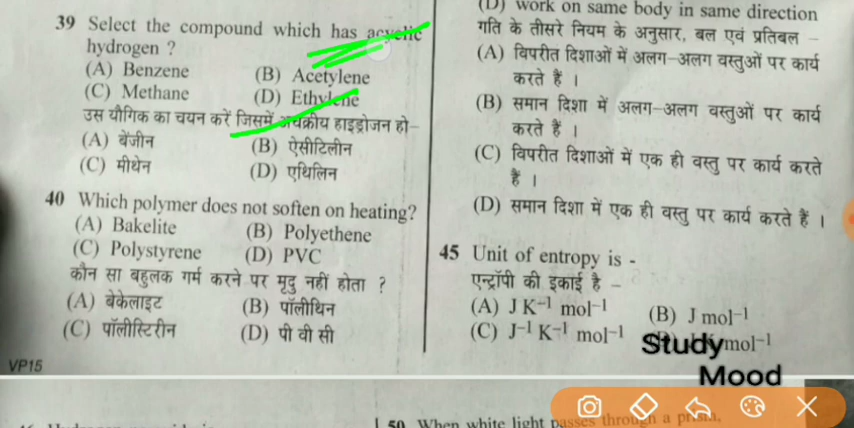 39 Select the compound which has acyclic
hydrogen ?
(A) Benzene (B) Acetylene
(C) Methane (D) Ethylene
उस यौगिक का चयन करें जिसमें अचक्रीय हाइड्रोजन हो–
(A) बेंजीन (B) ऐसीटिलीन
(C) मीथेन (D) एथिलिन
40 Which polymer does not soften on heating?
(A) Bakelite (B) Polyethene
(C) Polystyrene (D) PVC
कौन सा बहुलक गर्म करने पर मृदु नहीं होता ?
(A) बेकेलाइट (B) पॉलीथिन
(C) पॉलीस्टिरीन (D) पी वी सी
VP15
(D) work on same body in same direction
गति के तीसरे नियम के अनुसार, बल एवं प्रतिबल –
(A) विपरीत दिशाओं में अलग–अलग वस्तुओं पर कार्य
करते हैं ।
(B) समान दिशा में अलग–अलग वस्तुओं पर कार्य
करते हैं ।
(C) विपरीत दिशाओं में एक ही वस्तु पर कार्य करते
हैं ।
(D) समान दिशा में एक ही वस्तु पर कार्य करते हैं ।
45 Unit of entropy is -
एन्ट्रॉपी की इकाई है –
(A) J K⁻¹ mol⁻¹ (B) J mol⁻¹
(C) J⁻¹ K⁻¹ mol⁻¹ mol⁻¹
Study
Mood
50 When white light passes through a prism,